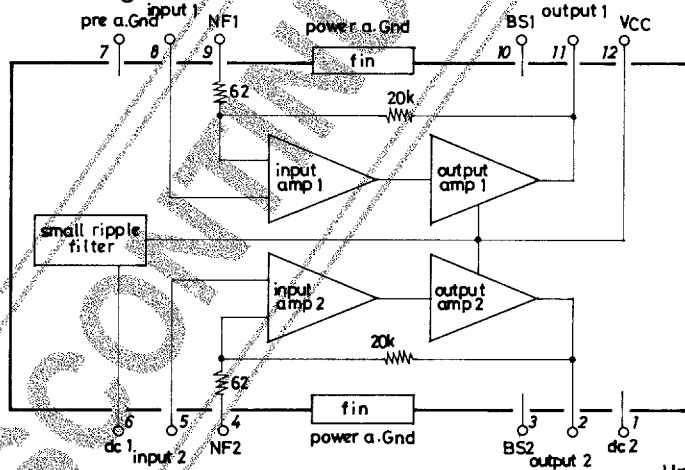 pre a.Gnd
input 1
NF1
power a.Gnd
BS1
output 1
VCC
7
8
9
fin
10
11
12
62
20k
input
amp 1
output
amp 1
small ripple
filter
input
amp 2
output
amp 2
20k
62
fin
6
5
4
3
2
1
dc 1
input 2
NF2
power a.Gnd
BS2
output 2
dc 2